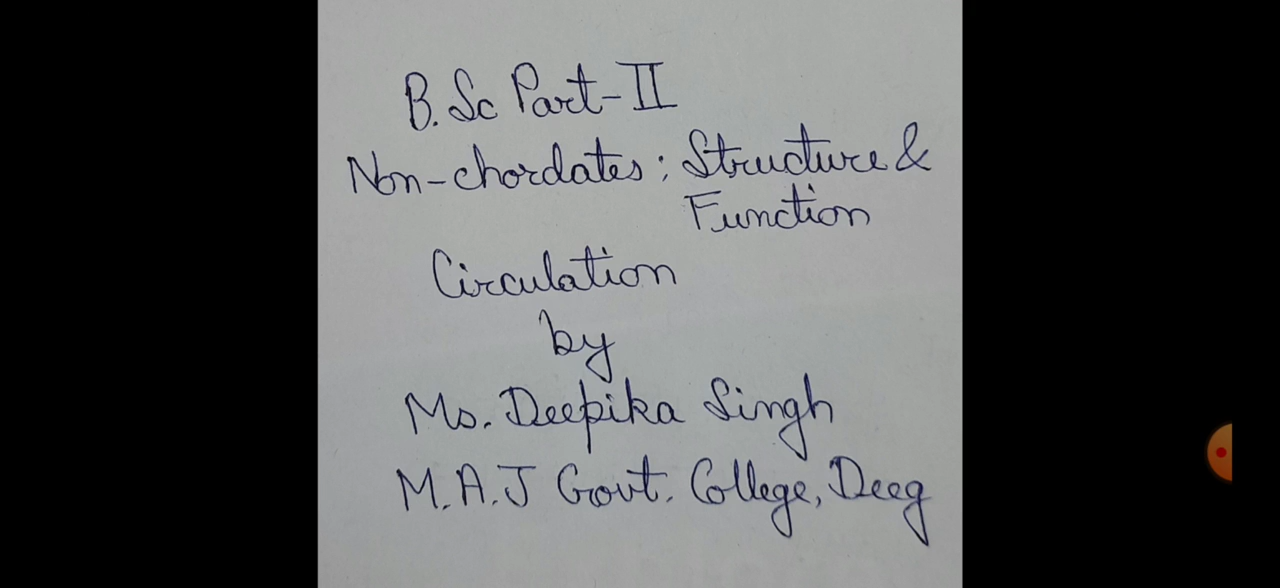 B.Sc Part-II
Non-chordates: Structure &
Function
Circulation
by
Ms. Deepika Singh
M.A.J Govt. College, Deeg